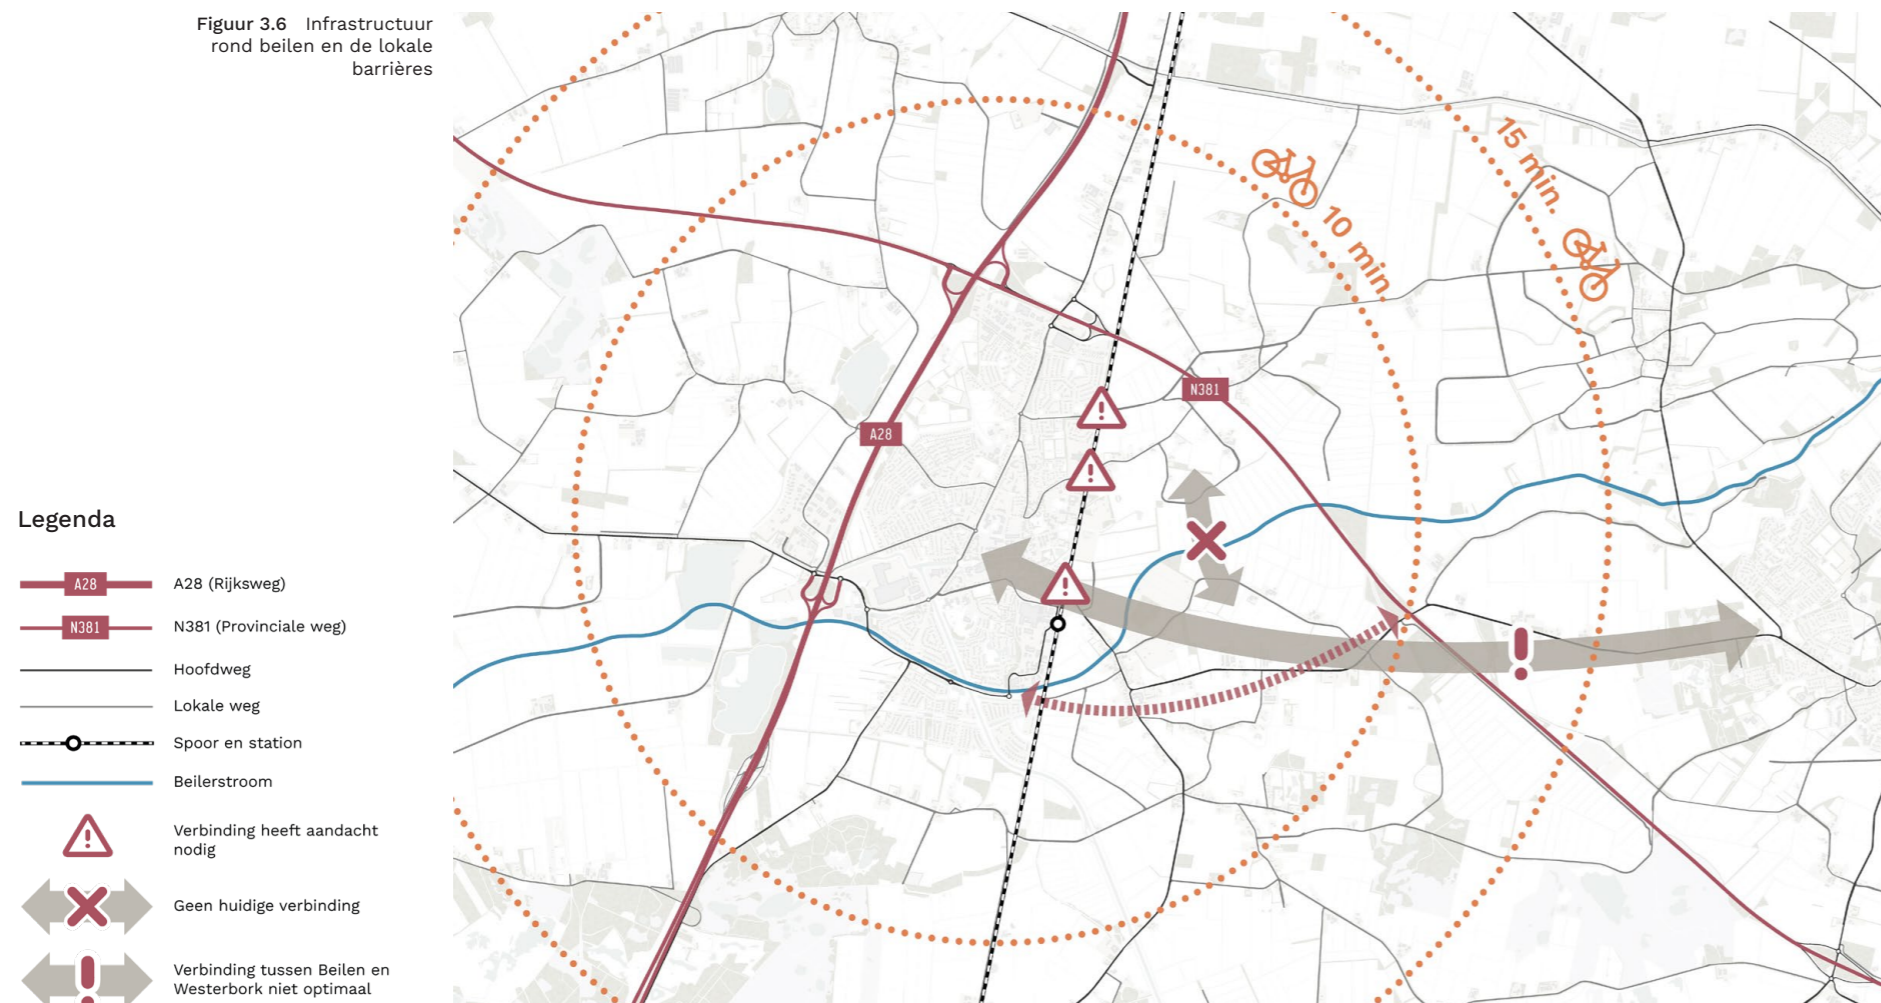 Figuur 3.6 Infrastructuur
rond beilen en de lokale
barrières
15 min.
10 min
N381
A28
Legenda
A28
A28 (Rijksweg)
N381
N381 (Provinciale weg)
Hoofdweg
Lokale weg
Spoor en station
Beilerstroom
Verbinding heeft aandacht
nodig
Geen huidige verbinding
Verbinding tussen Beilen en
Westerbork niet optimaal